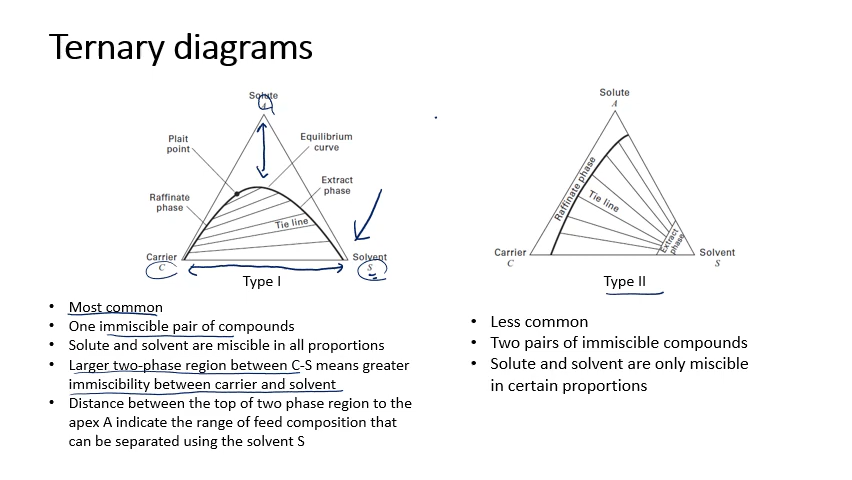 Ternary diagrams
Solute
A
Plait
point
Equilibrium
curve
Extract
phase
Raffinate
phase
Tie line
Carrier
C
Solvent
S
Type I
• Most common
• One immiscible pair of compounds
• Solute and solvent are miscible in all proportions
• Larger two-phase region between C-S means greater
immiscibility between carrier and solvent
• Distance between the top of two phase region to the
apex A indicate the range of feed composition that
can be separated using the solvent S
Solute
A
Raffinate phase
Tie line
Extract
phase
Carrier
C
Solvent
S
Type II
• Less common
• Two pairs of immiscible compounds
• Solute and solvent are only miscible
in certain proportions